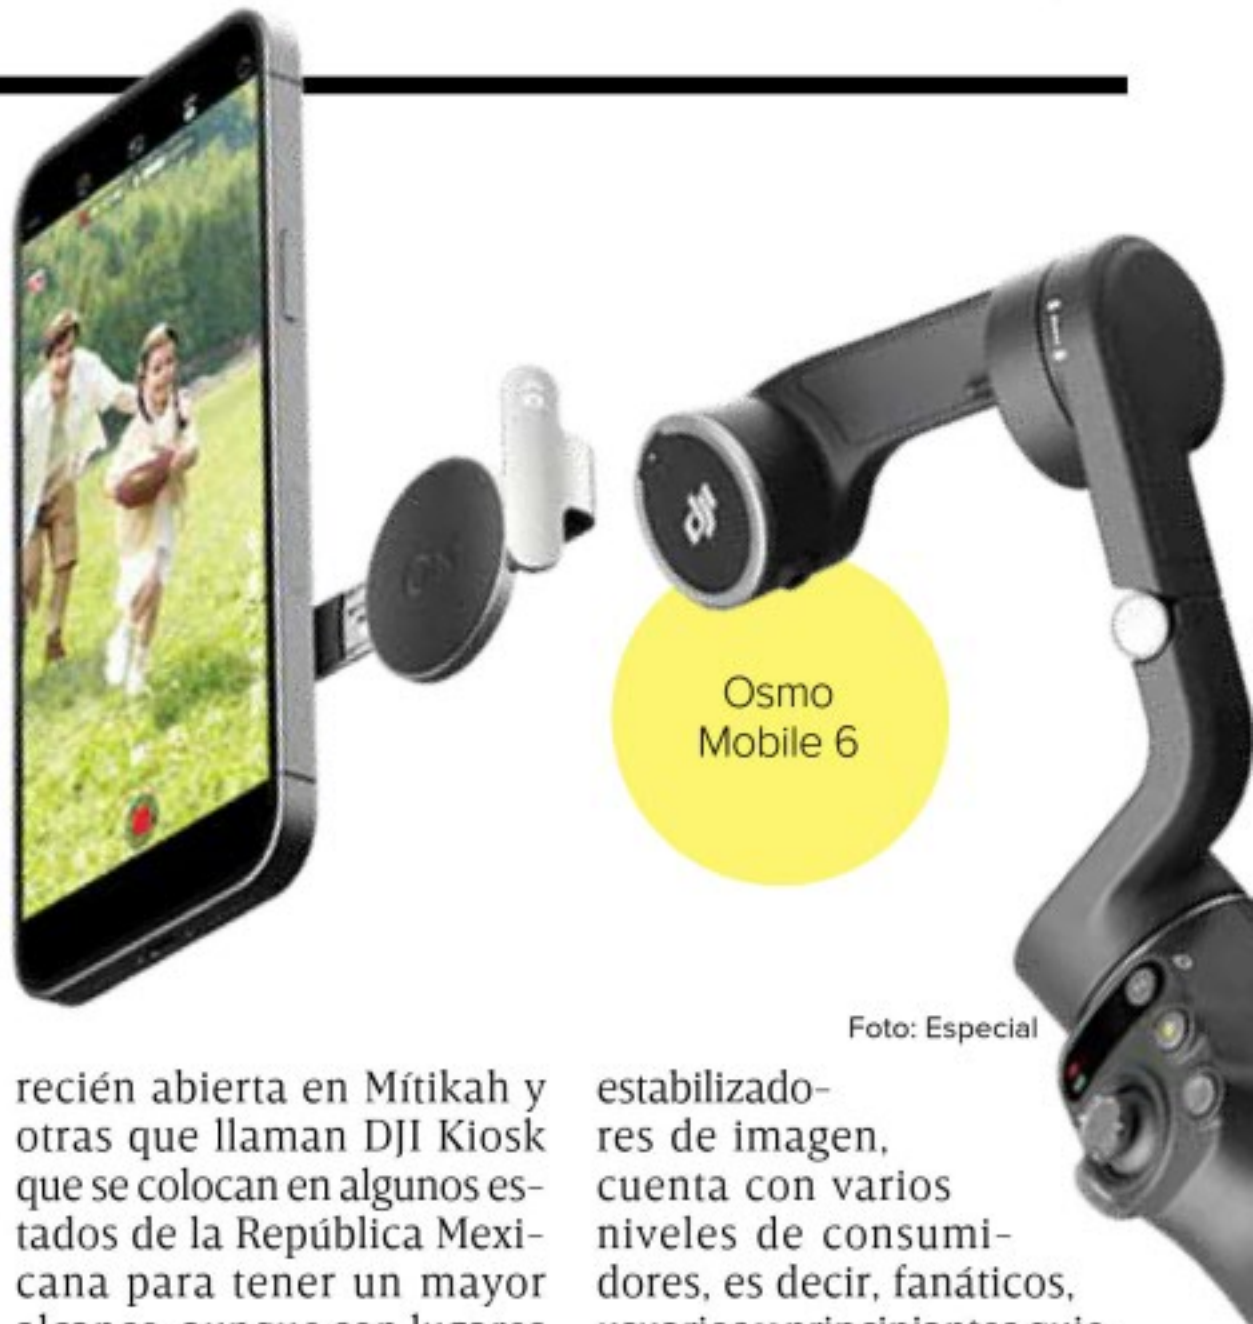 dji
Osmo
Mobile 6
Foto: Especial
recién abierta en Mítikah y
otras que llaman DJI Kiosk
que se colocan en algunos es-
tados de la República Mexi-
cana para tener un mayor
estabilizado-
res de imagen,
cuenta con varios
niveles de consumi-
dores, es decir, fanáticos,